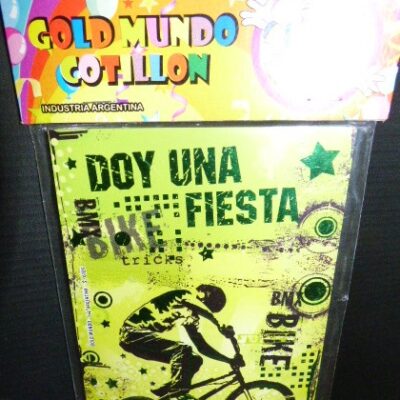 GOLD MUNDO
COTILLON
INDUSTRIA ARGENTINA
DOY UNA
FIESTA
BMX
BIKE
tricks
BMX
BIKE